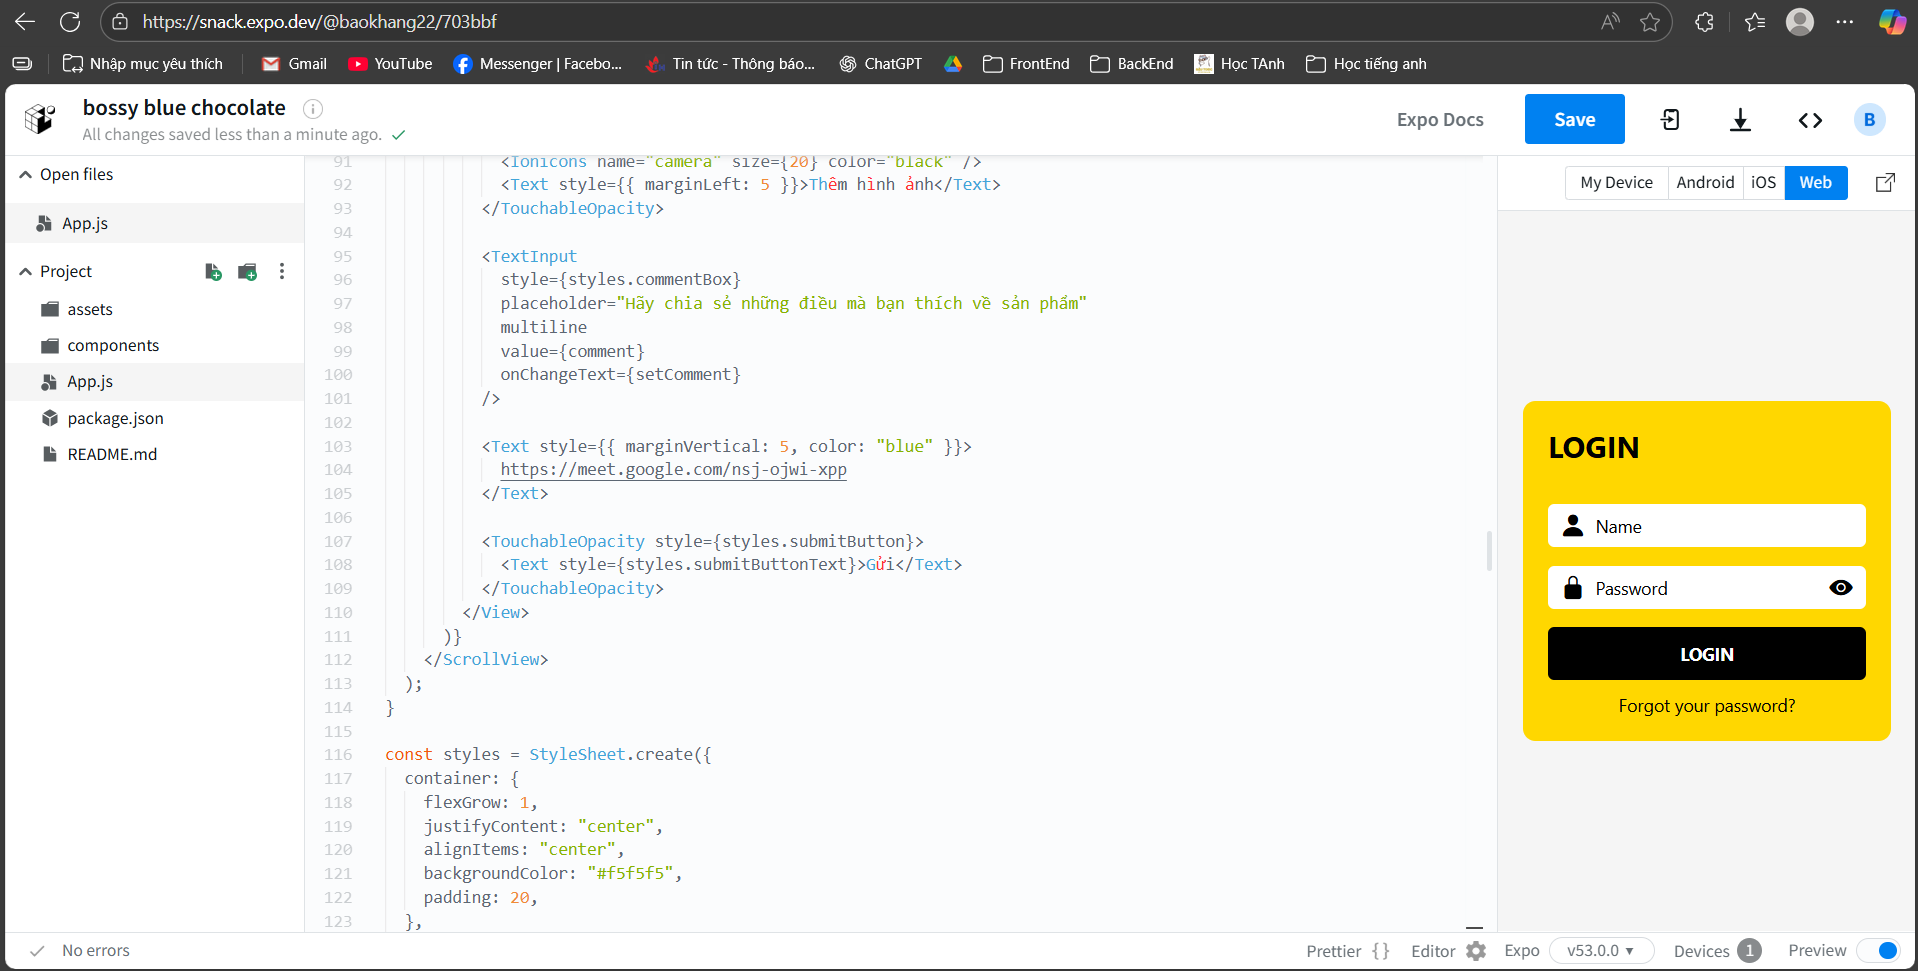 https://snack.expo.dev/@baokhang22/703bbf
Nhập mục yêu thích
Gmail
YouTube
Messenger | Facebo...
Tin tức - Thông báo...
ChatGPT
FrontEnd
BackEnd
Học TAnh
Học tiếng anh
bossy blue chocolate
All changes saved less than a minute ago.
Expo Docs
Save
B
Open files
App.js
Project
assets
components
App.js
package.json
README.md
91 <Ionicons name="camera" size={20} color="black" />
92 <Text style={{ marginLeft: 5 }}>Thêm hình ảnh</Text>
93 </TouchableOpacity>
94
95 <TextInput
96 style={styles.commentBox}
97 placeholder="Hãy chia sẻ những điều mà bạn thích về sản phẩm"
98 multiline
99 value={comment}
100 onChangeText={setComment}
101 />
102
103 <Text style={{ marginVertical: 5, color: "blue" }}>
104 https://meet.google.com/nsj-ojwi-xpp
105 </Text>
106
107 <TouchableOpacity style={styles.submitButton}>
108 <Text style={styles.submitButtonText}>Gửi</Text>
109 </TouchableOpacity>
110 </View>
111 )}
112 </ScrollView>
113 );
114 }
115
116 const styles = StyleSheet.create({
117 container: {
118 flexGrow: 1,
119 justifyContent: "center",
120 alignItems: "center",
121 backgroundColor: "#f5f5f5",
122 padding: 20,
123 },
My Device
Android
iOS
Web
LOGIN
Name
Password
LOGIN
Forgot your password?
No errors
Prettier { }
Editor
Expo
v53.0.0
Devices 1
Preview